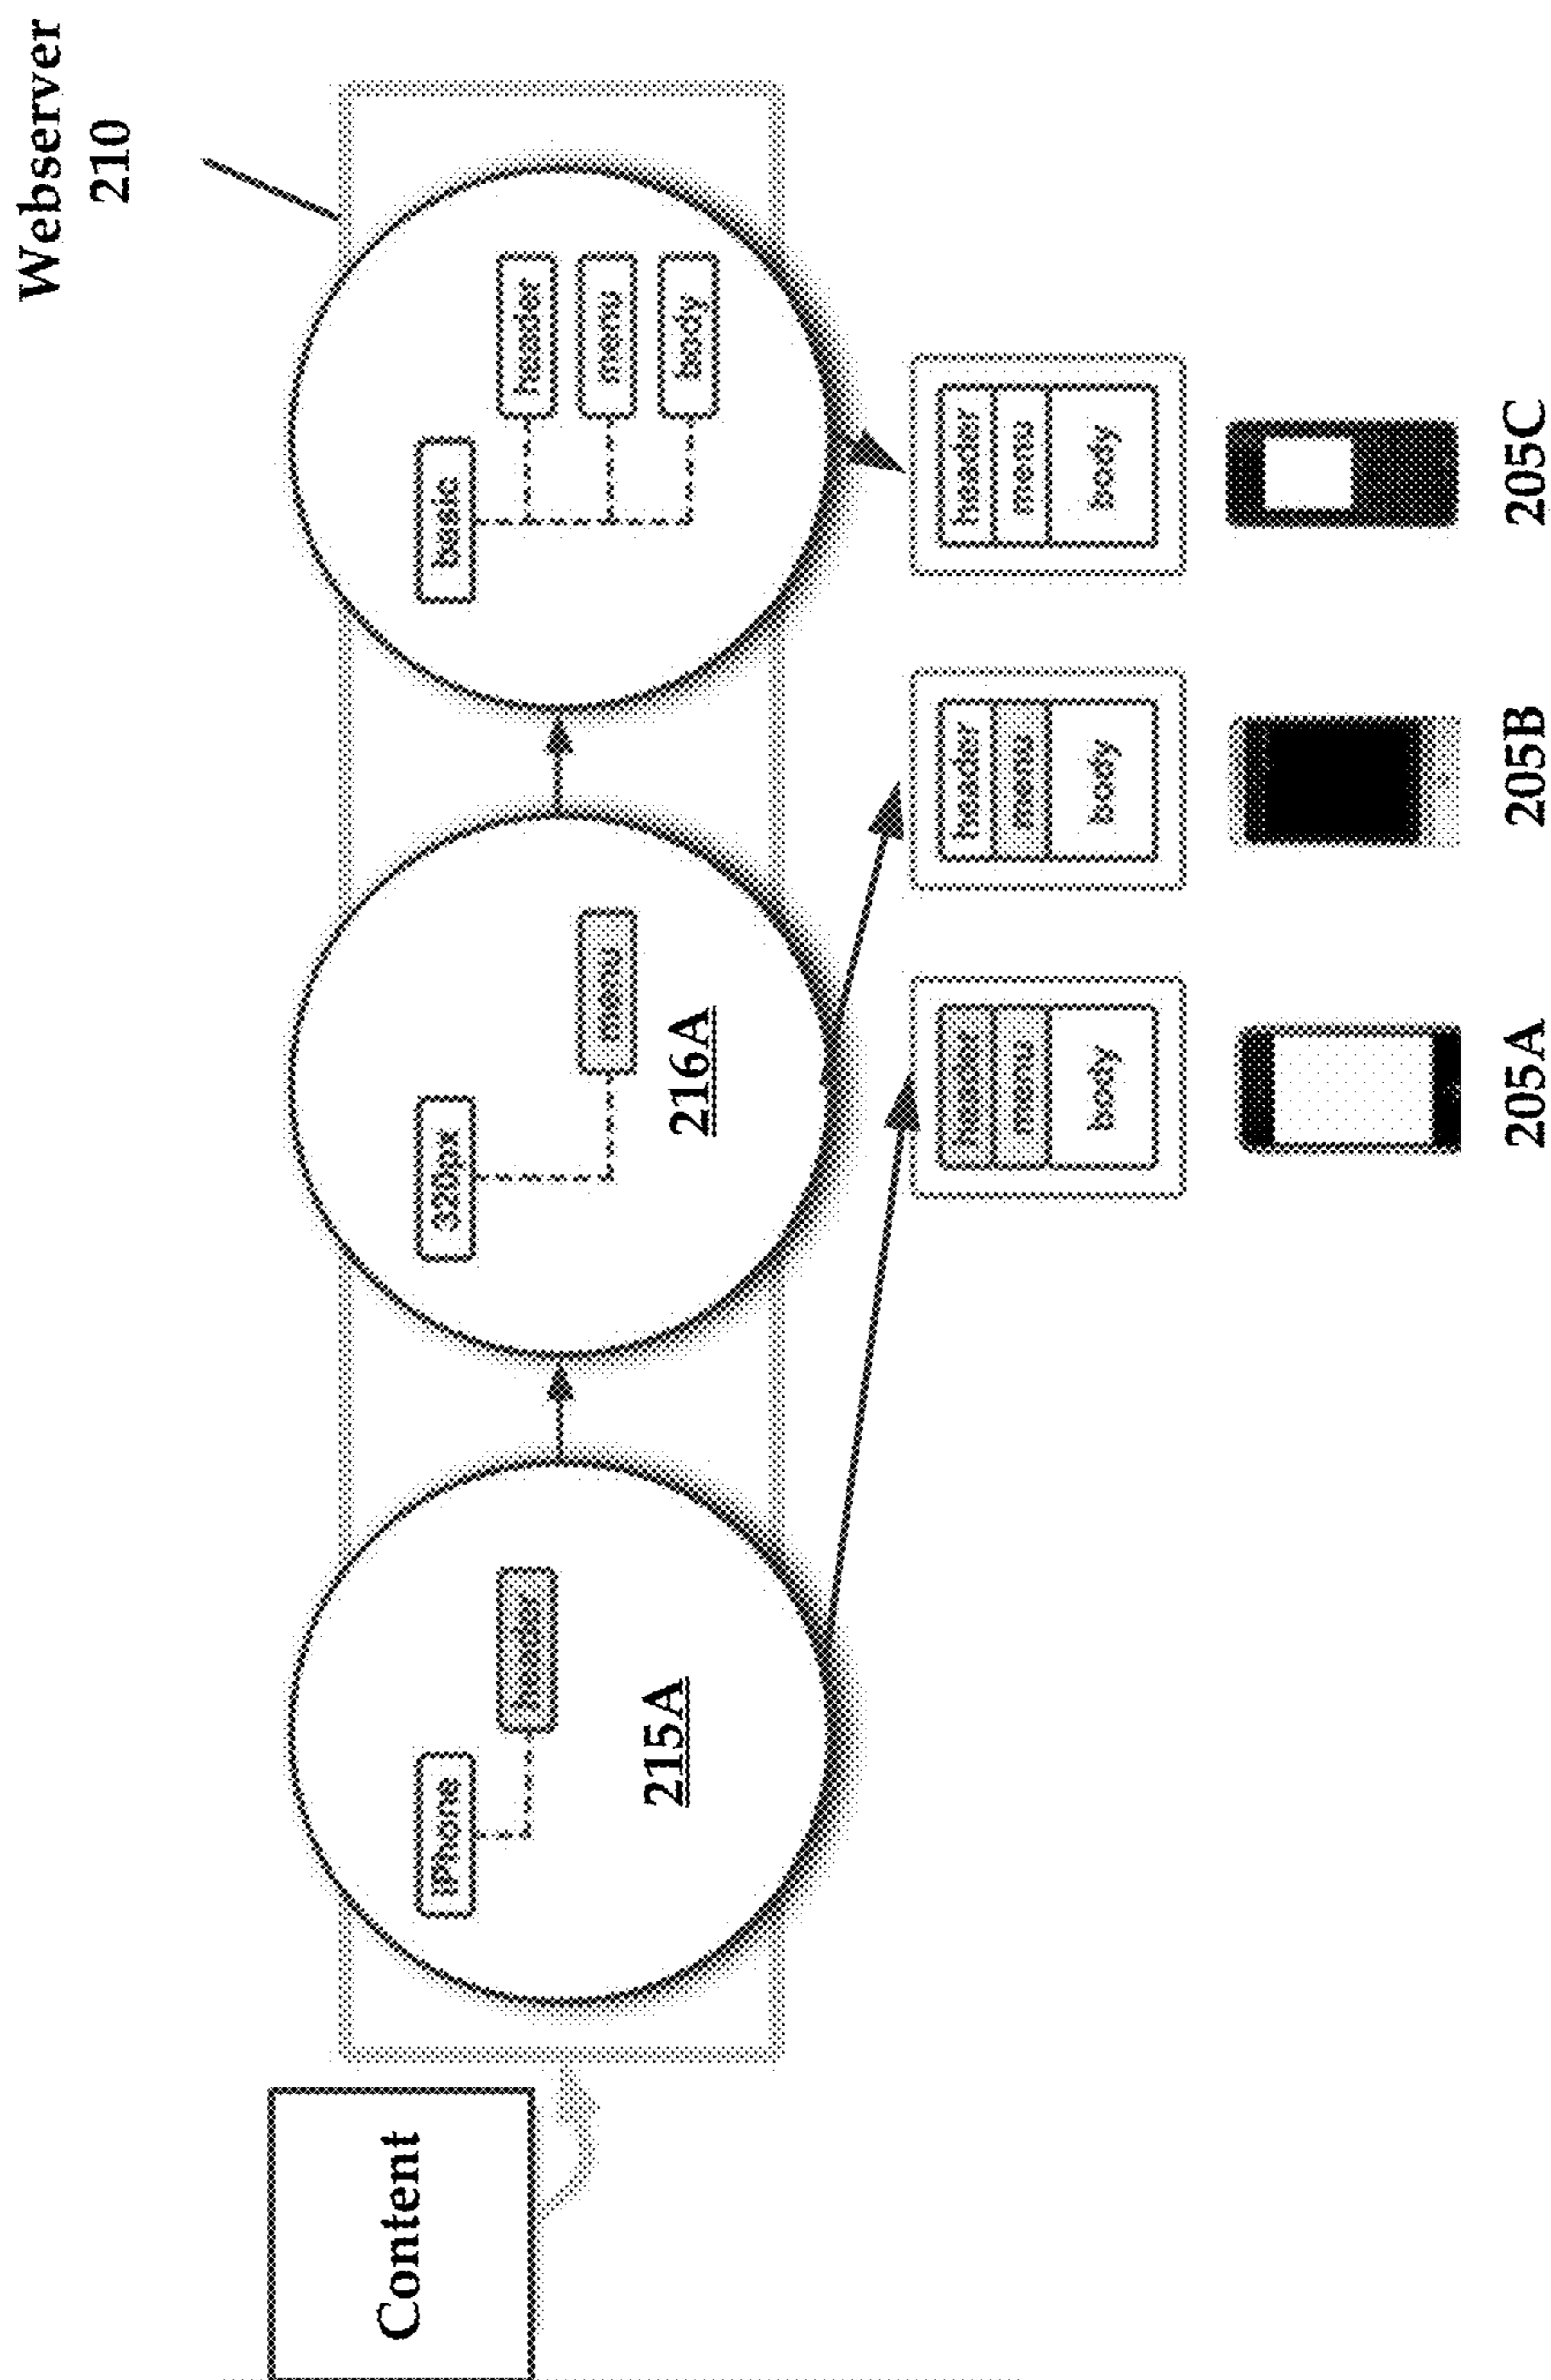 Webserver
210
Content
iPhone
header
215A
320px
menu
216A
basic
header
menu
body
header
menu
body
205A
header
menu
body
205B
header
menu
body
205C